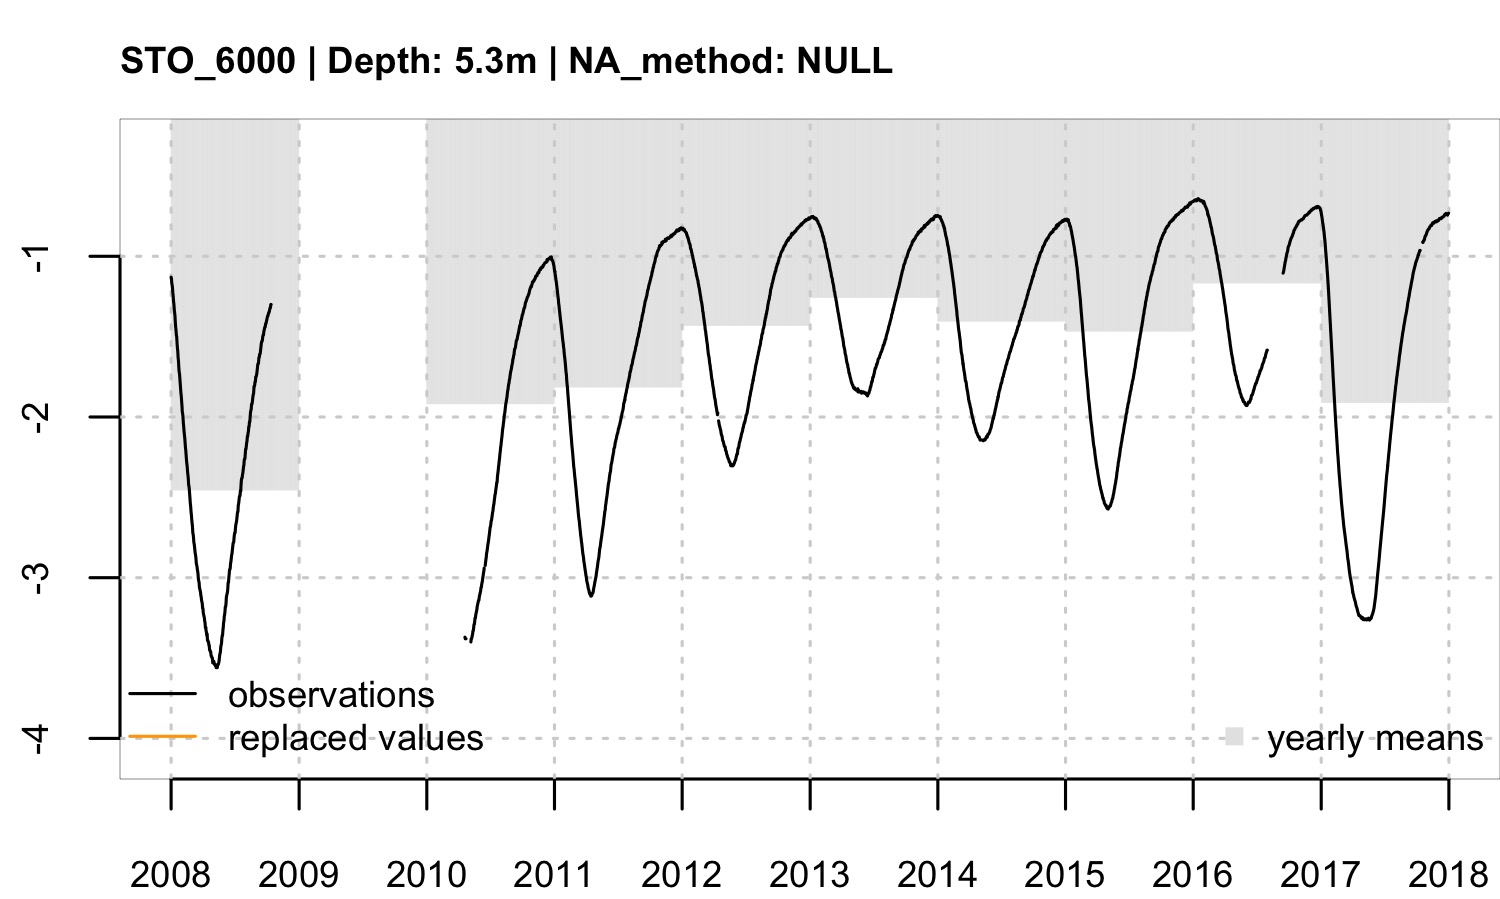 STO_6000 | Depth: 5.3m | NA_method: NULL
-1
-2
-3
-4
observations
replaced values
yearly means
2008 2009 2010 2011 2012 2013 2014 2015 2016 2017 2018